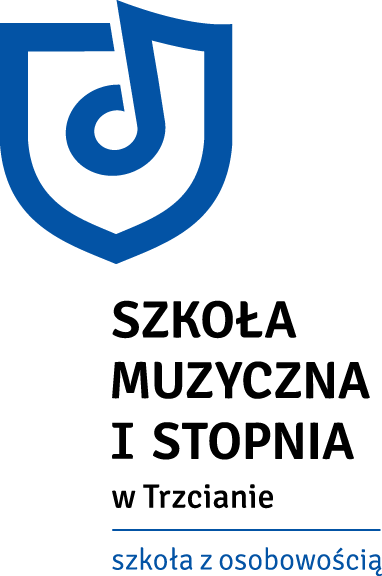 SZKOŁA
MUZYCZNA
I STOPNIA
w Trzcianie
szkoła z osobowością